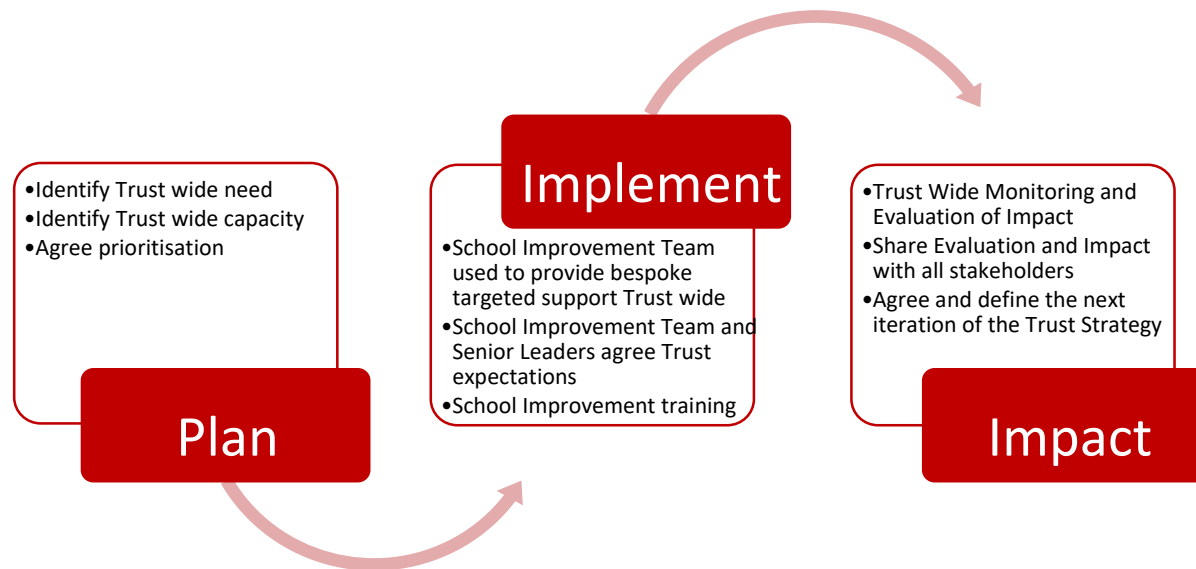 •Identify Trust wide need
•Identify Trust wide capacity
•Agree prioritisation
Plan
Implement
•School Improvement Team
used to provide bespoke
targeted support Trust wide
•School Improvement Team and
Senior Leaders agree Trust
expectations
•School Improvement training
•Trust Wide Monitoring and
Evaluation of Impact
•Share Evaluation and Impact
with all stakeholders
•Agree and define the next
iteration of the Trust Strategy
Impact